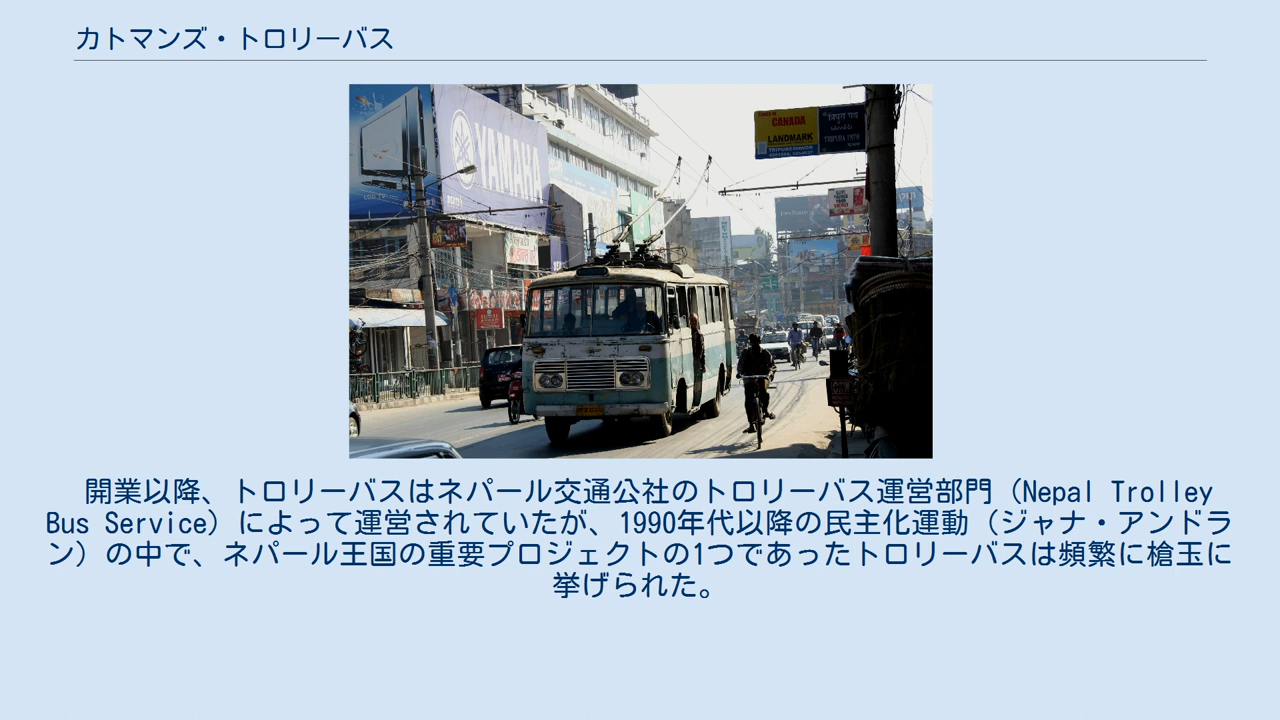 カトマンズ・トロリーバス
YAMAHA
CANADA
LANDMARK
開業以降、トロリーバスはネパール交通公社のトロリーバス運営部門（Nepal Trolley
Bus Service）によって運営されていたが、1990年代以降の民主化運動（ジャナ・アンドラ
ン）の中で、ネパール王国の重要プロジェクトの1つであったトロリーバスは頻繁に槍玉に
挙げられた。